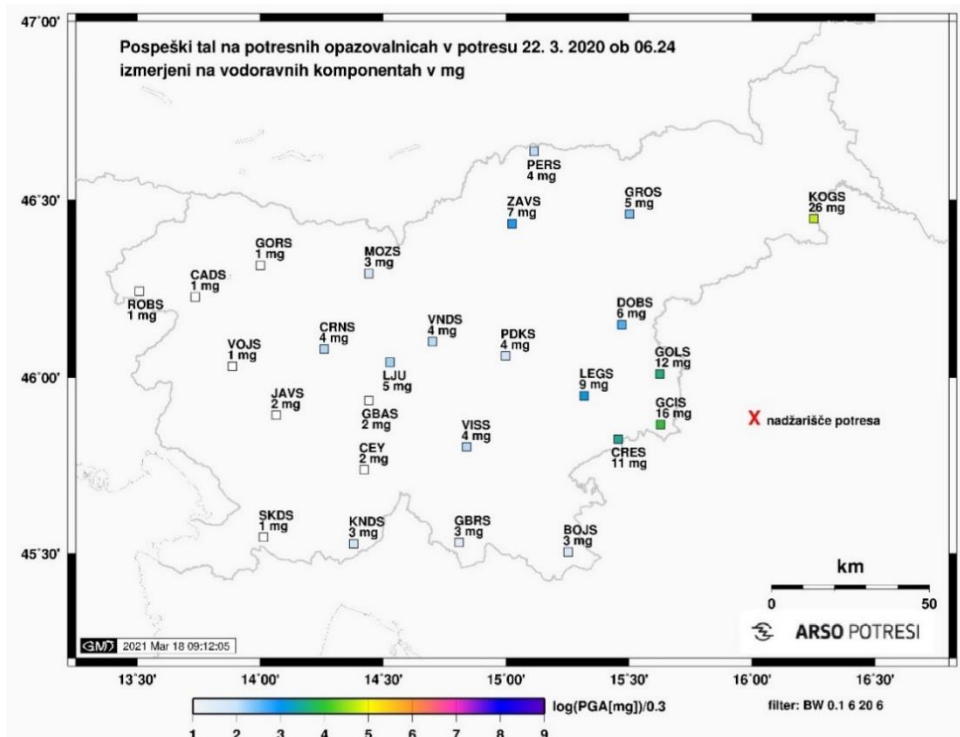 47°00'
Pospeški tal na potresnih opazovalnicah v potresu 22. 3. 2020 ob 06.24
izmerjeni na vodoravnih komponentah v mg
PERS
4 mg
46°30'
ZAVS
7 mg
GROS
5 mg
KOGS
26 mg
GORS
1 mg
MOZS
3 mg
CADS
1 mg
ROBS
1 mg
DOBS
6 mg
CRNS
4 mg
VNDS
4 mg
PDKS
4 mg
VOJS
1 mg
LJU
5 mg
GOLS
12 mg
46°00'
LEGS
9 mg
JAVS
2 mg
GBAS
2 mg
GCIS
16 mg
X nadžarišče potresa
VISS
4 mg
CEY
2 mg
CRES
11 mg
SKDS
1 mg
KNDS
3 mg
GBRS
3 mg
BOJS
3 mg
45°30'
km
0 50
ARSO POTRESI
GMT 2021 Mar 18 09:12:05
13°30' 14°00' 14°30' 15°00' 15°30' 16°00' 16°30'
log(PGA[mg])/0.3
filter: BW 0.1 6 20 6
1 2 3 4 5 6 7 8 9